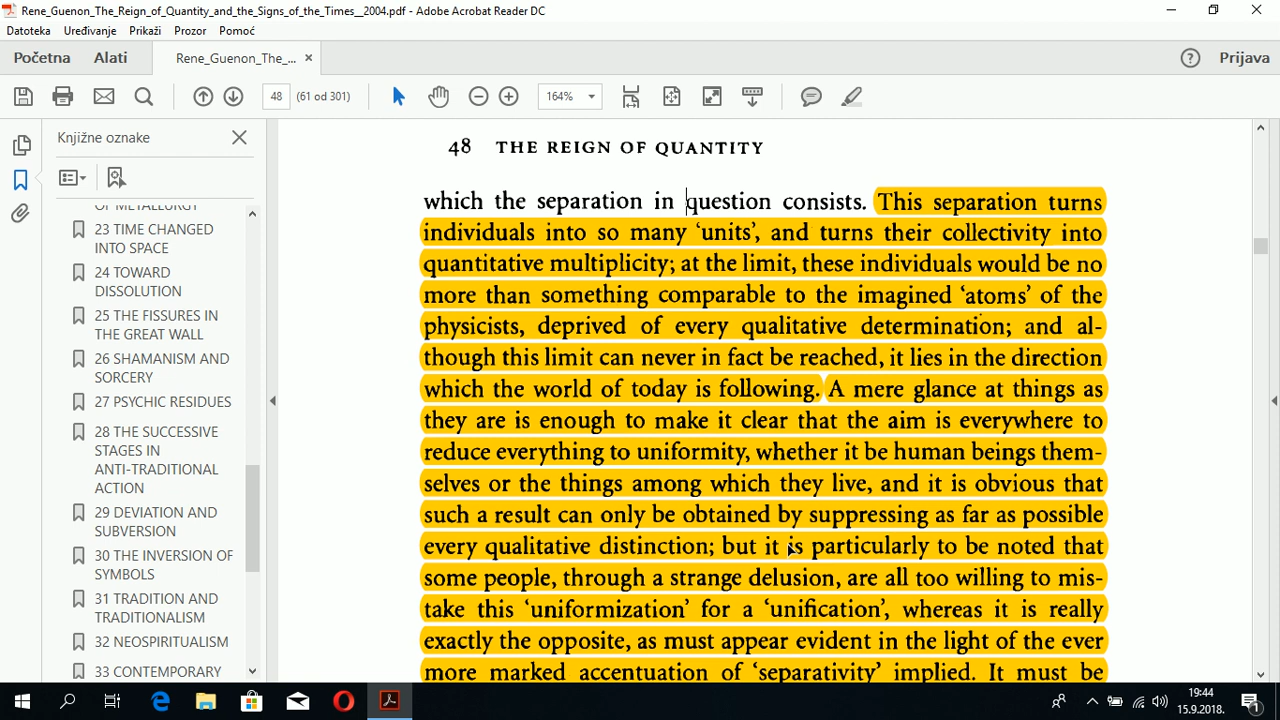 Rene_Guenon_The_Reign_of_Quantity_and_the_Signs_of_the_Times__2004.pdf - Adobe Acrobat Reader DC
Datoteka Uređivanje Prikaži Prozor Pomoć
Početna Alati Rene_Guenon_The_... × Prijava
48 (61 od 301) 164%
Knjižne oznake
OF METALLURGY
23 TIME CHANGED
INTO SPACE
24 TOWARD
DISSOLUTION
25 THE FISSURES IN
THE GREAT WALL
26 SHAMANISM AND
SORCERY
27 PSYCHIC RESIDUES
28 THE SUCCESSIVE
STAGES IN
ANTI-TRADITIONAL
ACTION
29 DEVIATION AND
SUBVERSION
30 THE INVERSION OF
SYMBOLS
31 TRADITION AND
TRADITIONALISM
32 NEOSPIRITUALISM
33 CONTEMPORARY
48 THE REIGN OF QUANTITY
which the separation in question consists. This separation turns
individuals into so many ‘units’, and turns their collectivity into
quantitative multiplicity; at the limit, these individuals would be no
more than something comparable to the imagined ‘atoms’ of the
physicists, deprived of every qualitative determination; and al-
though this limit can never in fact be reached, it lies in the direction
which the world of today is following. A mere glance at things as
they are is enough to make it clear that the aim is everywhere to
reduce everything to uniformity, whether it be human beings them-
selves or the things among which they live, and it is obvious that
such a result can only be obtained by suppressing as far as possible
every qualitative distinction; but it is particularly to be noted that
some people, through a strange delusion, are all too willing to mis-
take this ‘uniformization’ for a ‘unification’, whereas it is really
exactly the opposite, as must appear evident in the light of the ever
more marked accentuation of ‘separativity’ implied. It must be
19:44
15.9.2018.
1